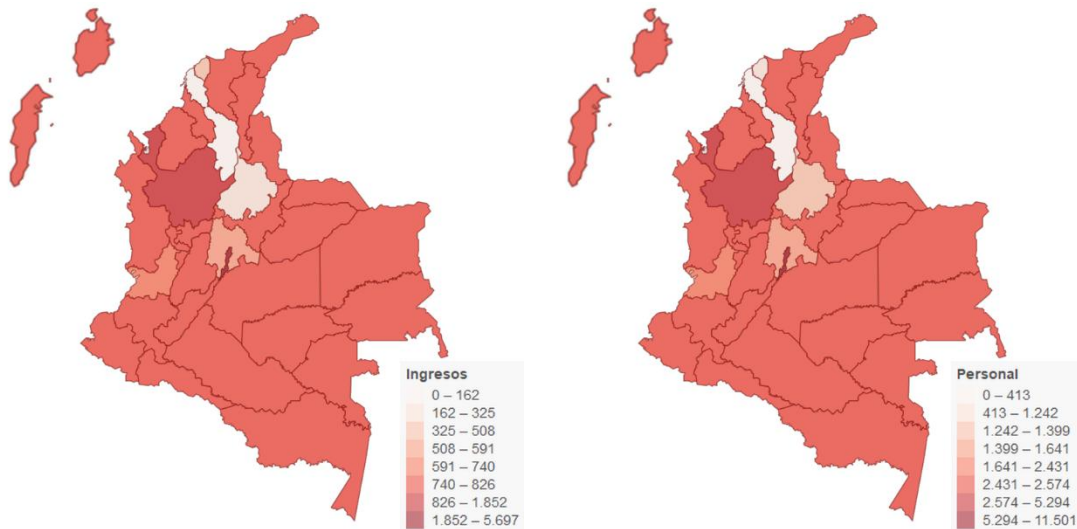 Ingresos
0 – 162
162 – 325
325 – 508
508 – 591
591 – 740
740 – 826
826 – 1.852
1.852 – 5.697
Personal
0 – 413
413 – 1.242
1.242 – 1.399
1.399 – 1.641
1.641 – 2.431
2.431 – 2.574
2.574 – 5.294
5.294 – 11.501